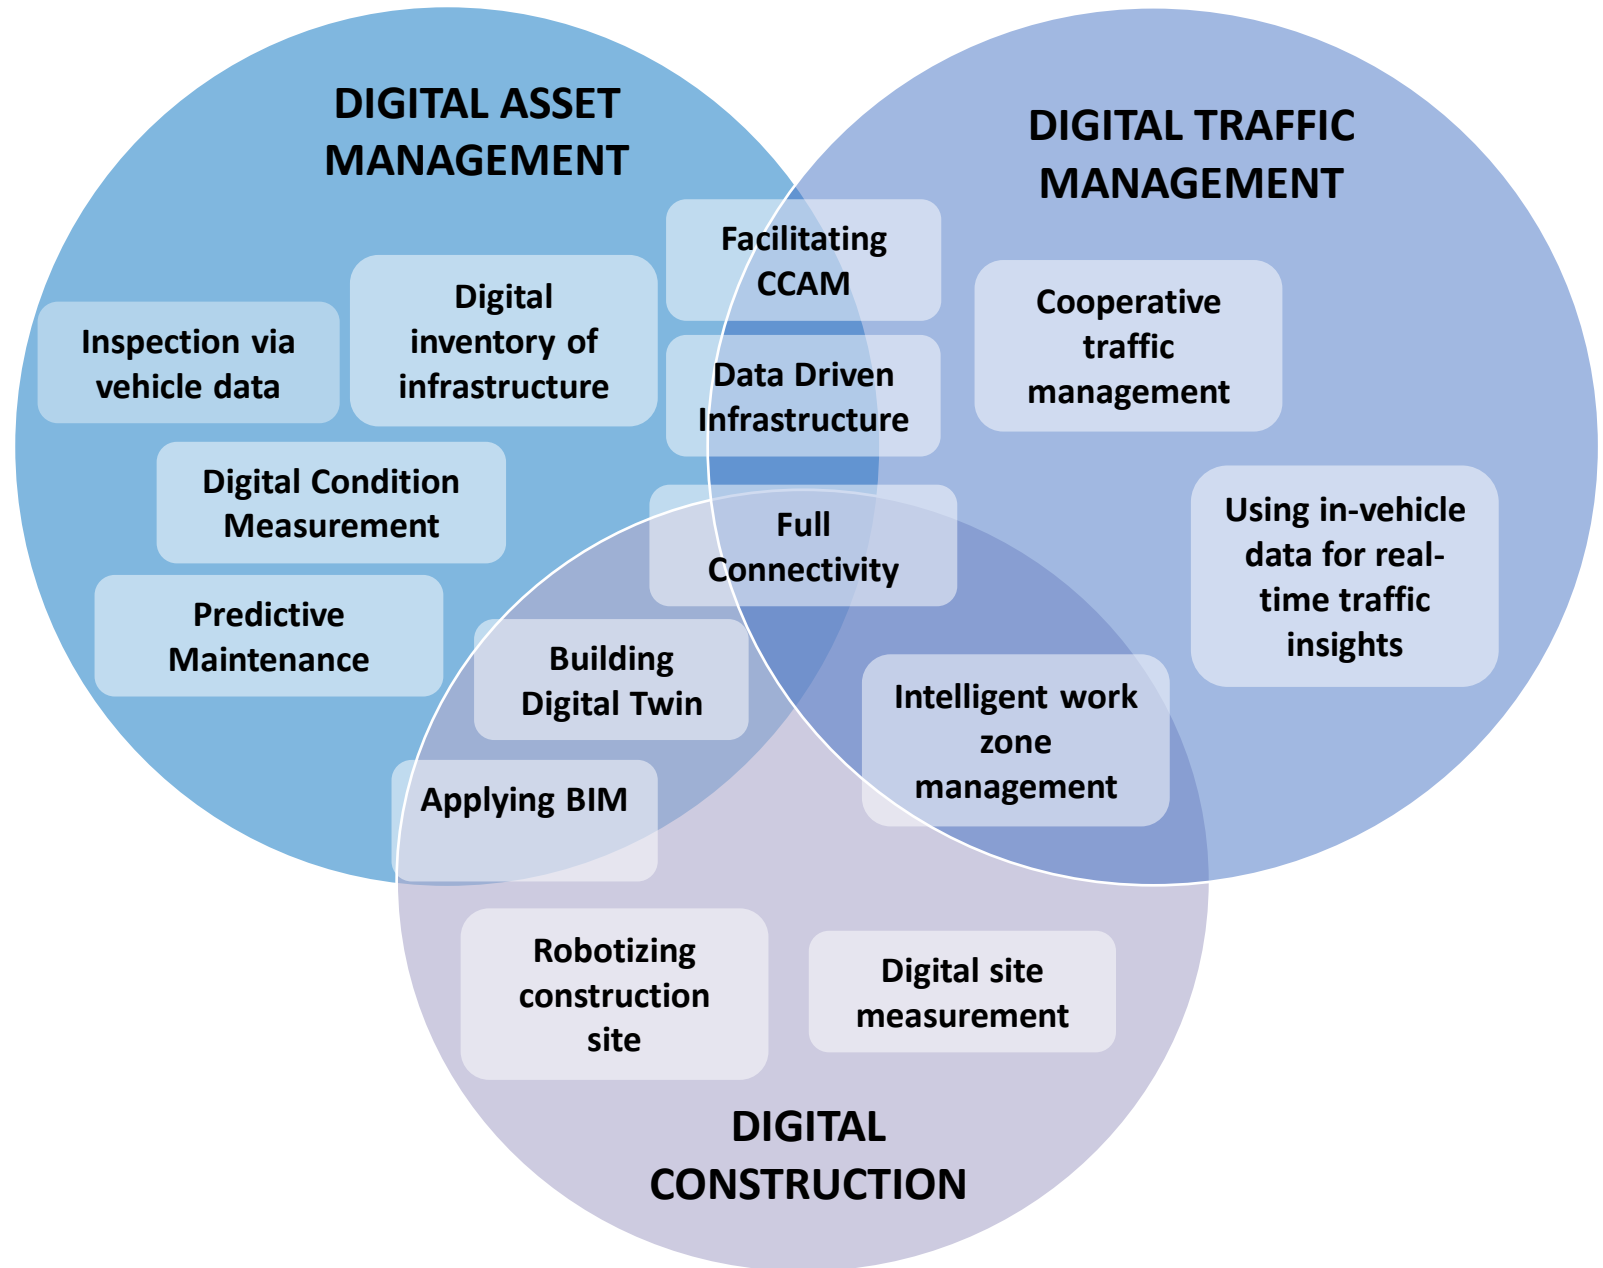 DIGITAL ASSET
MANAGEMENT
DIGITAL TRAFFIC
MANAGEMENT
Facilitating
CCAM
Digital
inventory of
infrastructure
Cooperative
traffic
management
Inspection via
vehicle data
Data Driven
Infrastructure
Digital Condition
Measurement
Using in-vehicle
data for real-
time traffic
insights
Full
Connectivity
Predictive
Maintenance
Building
Digital Twin
Intelligent work
zone
management
Applying BIM
Robotizing
construction
site
Digital site
measurement
DIGITAL
CONSTRUCTION